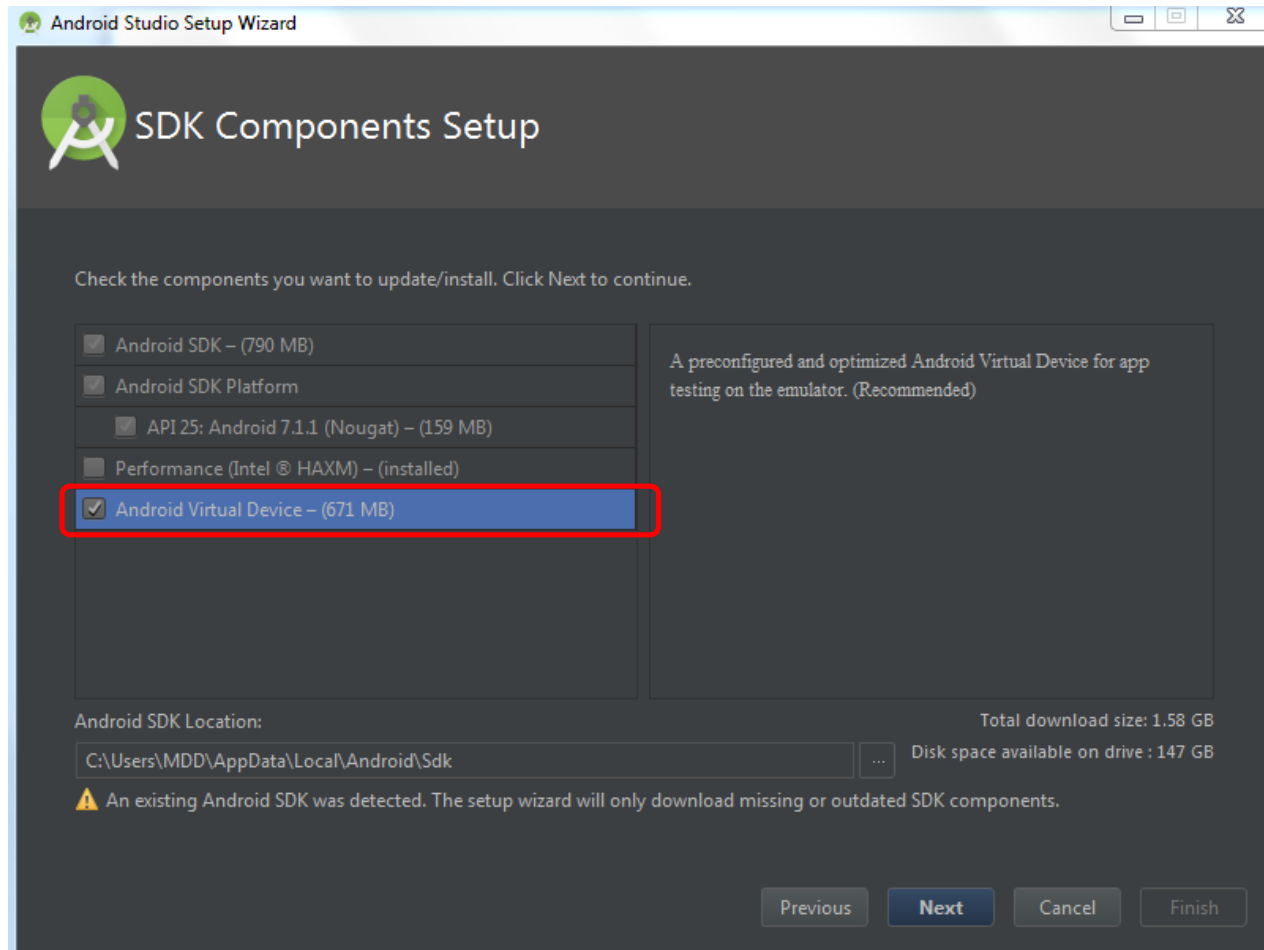 Android Studio Setup Wizard
SDK Components Setup
Check the components you want to update/install. Click Next to continue.
Android SDK – (790 MB)
Android SDK Platform
API 25: Android 7.1.1 (Nougat) – (159 MB)
Performance (Intel ® HAXM) – (installed)
Android Virtual Device – (671 MB)
A preconfigured and optimized Android Virtual Device for app
testing on the emulator. (Recommended)
Android SDK Location:
Total download size: 1.58 GB
C:\Users\MDD\AppData\Local\Android\Sdk
...
Disk space available on drive : 147 GB
An existing Android SDK was detected. The setup wizard will only download missing or outdated SDK components.
Previous
Next
Cancel
Finish